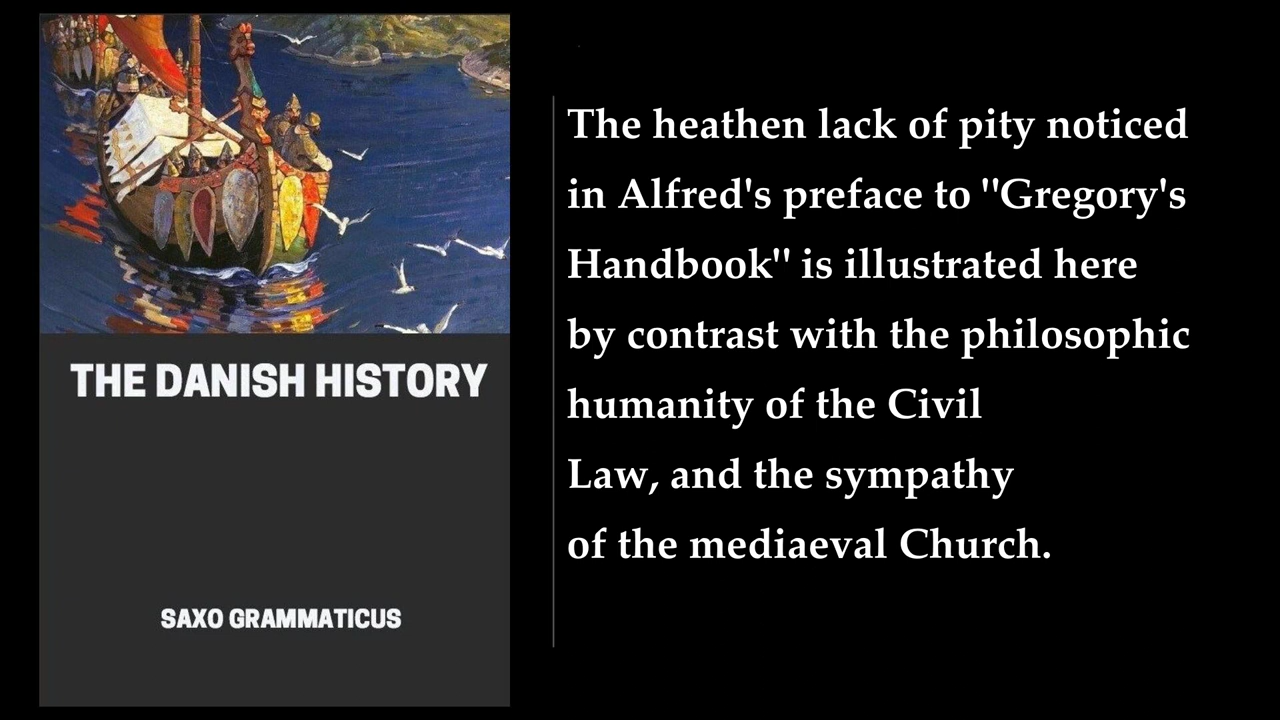 THE DANISH HISTORY
SAXO GRAMMATICUS
The heathen lack of pity noticed
in Alfred's preface to "Gregory's
Handbook" is illustrated here
by contrast with the philosophic
humanity of the Civil
Law, and the sympathy
of the mediaeval Church.